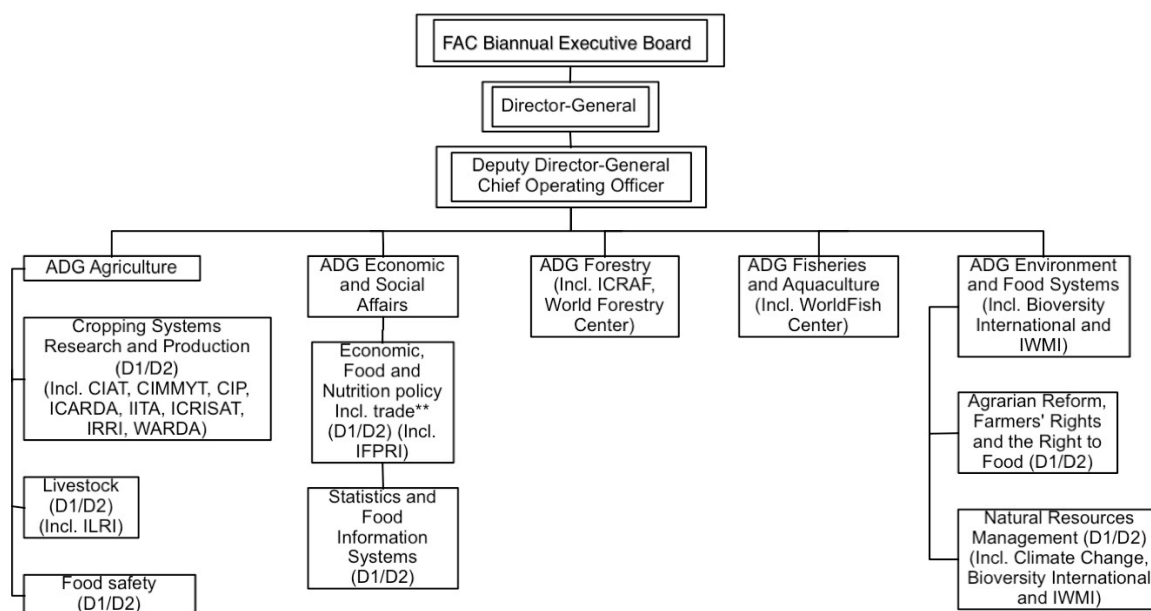 FAC Biannual Executive Board
Director-General
Deputy Director-General
Chief Operating Officer
ADG Agriculture
Cropping Systems
Research and Production
(D1/D2)
(Incl. CIAT, CIMMYT, CIP,
ICARDA, IITA, ICRISAT,
IRRI, WARDA)
Livestock
(D1/D2)
(Incl. ILRI)
Food safety
(D1/D2)
ADG Economic
and Social
Affairs
Economic,
Food and
Nutrition policy
Incl. trade**
(D1/D2) (Incl.
IFPRI)
Statistics and
Food
Information
Systems
(D1/D2)
ADG Forestry
(Incl. ICRAF,
World Forestry
Center)
ADG Fisheries
and Aquaculture
(Incl. WorldFish
Center)
ADG Environment
and Food Systems
(Incl. Bioversity
International and
IWMI)
Agrarian Reform,
Farmers' Rights
and the Right to
Food (D1/D2)
Natural Resources
Management (D1/D2)
(Incl. Climate Change,
Bioversity International
and IWMI)